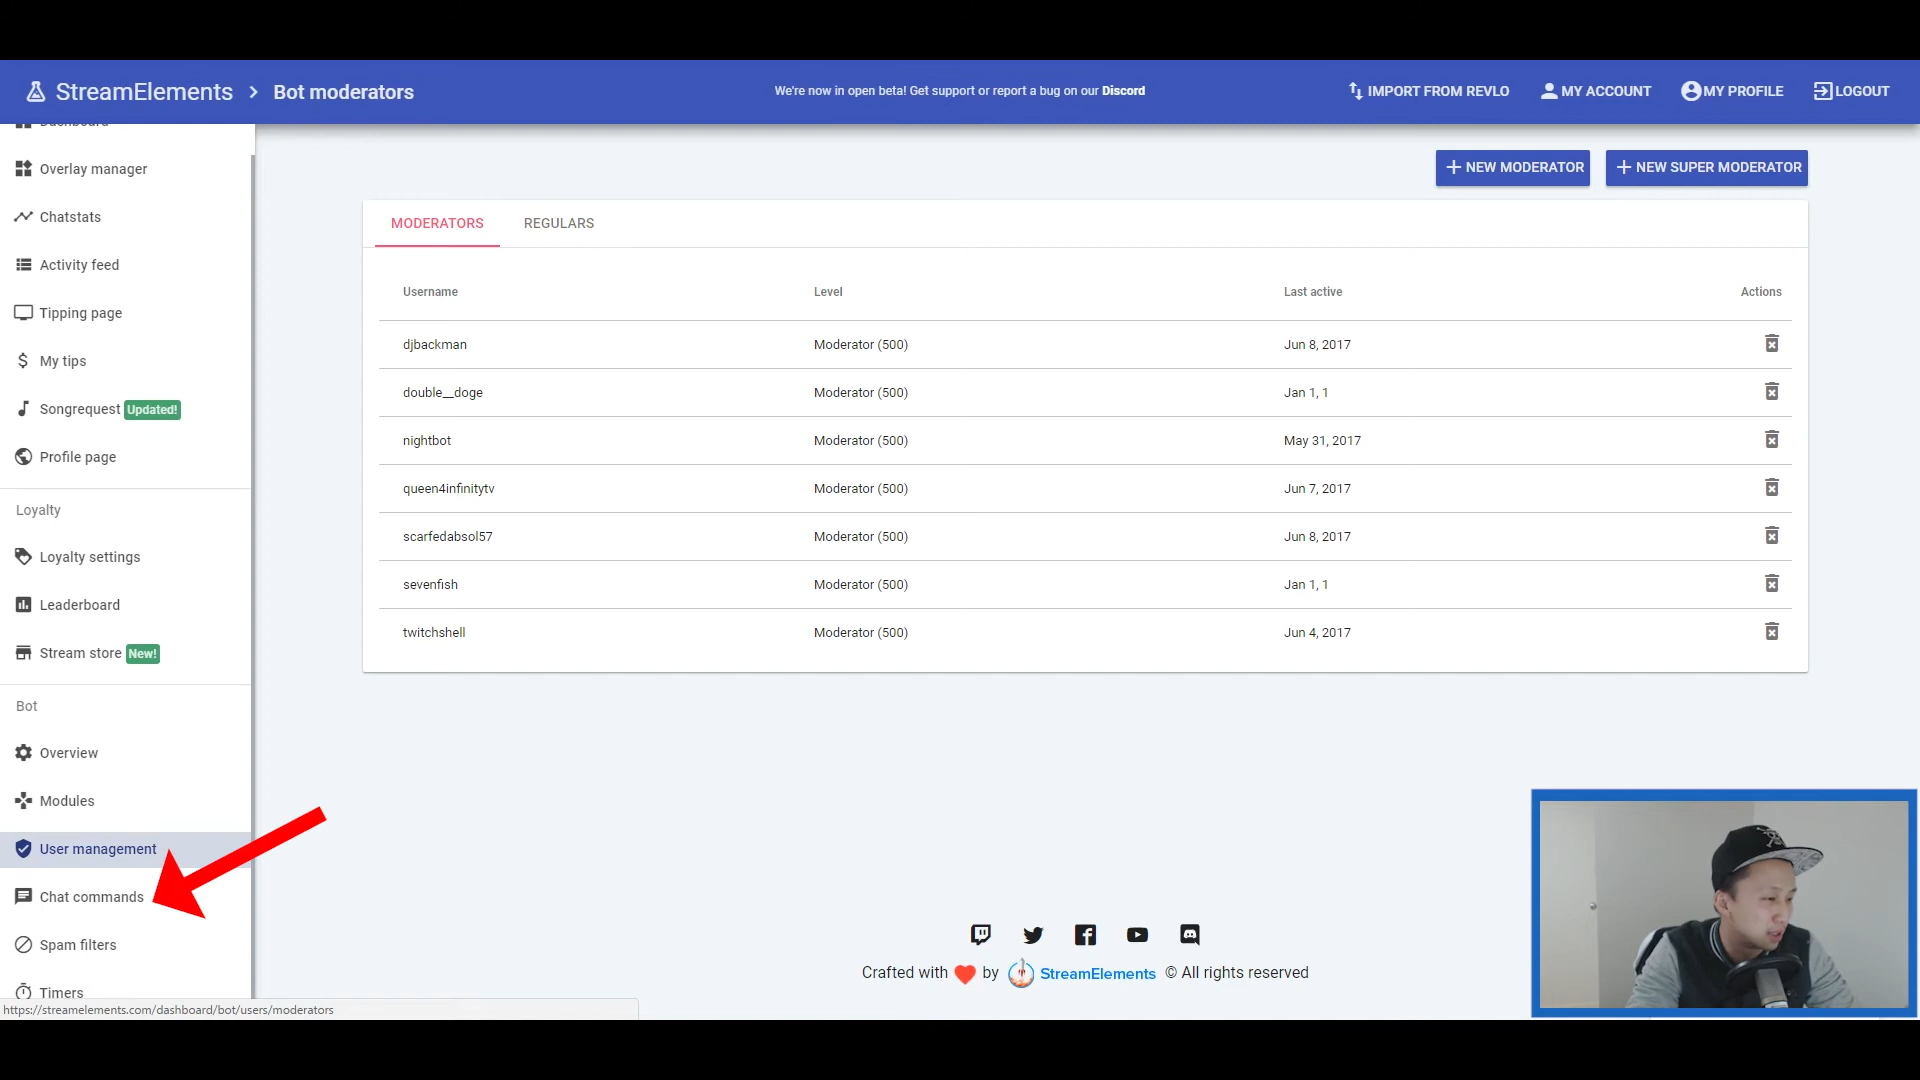 StreamElements > Bot moderators
We're now in open beta! Get support or report a bug on our Discord
IMPORT FROM REVLO
MY ACCOUNT
MY PROFILE
LOGOUT
Dashboard
Overlay manager
Chatstats
Activity feed
Tipping page
My tips
Songrequest Updated!
Profile page
Loyalty
Loyalty settings
Leaderboard
Stream store New!
Bot
Overview
Modules
User management
Chat commands
Spam filters
Timers
https://streamelements.com/dashboard/bot/users/moderators
+ NEW MODERATOR
+ NEW SUPER MODERATOR
MODERATORS REGULARS
Username Level Last active Actions
djbackman Moderator (500) Jun 8, 2017
double__doge Moderator (500) Jan 1, 1
nightbot Moderator (500) May 31, 2017
queen4infinitytv Moderator (500) Jun 7, 2017
scarfedabsol57 Moderator (500) Jun 8, 2017
sevenfish Moderator (500) Jan 1, 1
twitchshell Moderator (500) Jun 4, 2017
Crafted with ❤ by StreamElements © All rights reserved